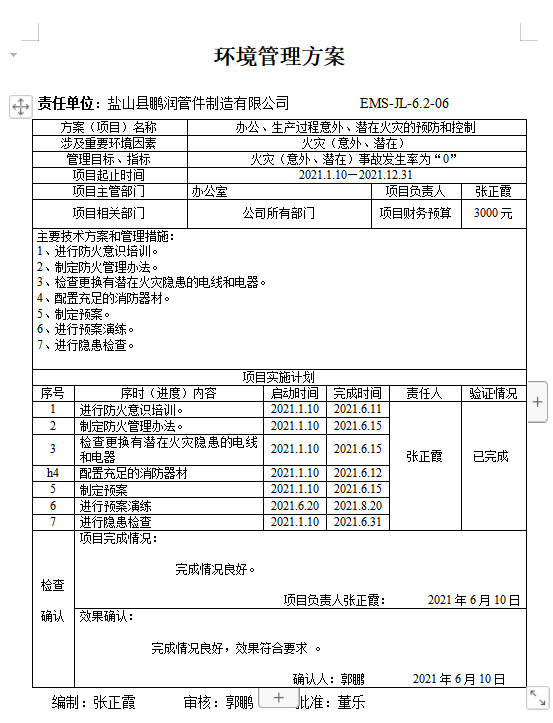 环境管理方案
责任单位：盐山县鹏润管件制造有限公司 EMS-JL-6.2-06
方案（项目）名称 办公、生产过程意外、潜在火灾的预防和控制
涉及重要环境因素 火灾（意外、潜在）
管理目标、指标 火灾（意外、潜在）事故发生率为“0”
项目起止时间 2021.1.10—2021.12.31
项目主管部门 办公室 项目负责人 张正霞
项目相关部门 公司所有部门 项目财务预算 3000 元
主要技术方案和管理措施：
1、进行防火意识培训。
2、制定防火管理办法。
3、检查更换有潜在火灾隐患的电线和电器。
4、配置充足的消防器材。
5、制定预案。
6、进行预案演练。
7、进行隐患检查。
项目实施计划
序号 序时（进度）内容 启动时间 完成时间 责任人 验证情况
1 进行防火意识培训。 2021.1.10 2021.6.11
2 制定防火管理办法。 2021.1.10 2021.6.15
3 检查更换有潜在火灾隐患的电线
和电器 2021.1.10 2021.6.15 张正霞 已完成
h4 配置充足的消防器材 2021.1.10 2021.6.12
5 制定预案 2021.1.10 2021.6.15
6 进行预案演练 2021.6.20 2021.8.20
7 进行隐患检查 2021.1.10 2021.6.31
检查
确认
项目完成情况：
完成情况良好。
项目负责人张正霞： 2021 年 6 月 10 日
效果确认：
完成情况良好，效果符合要求 。
确认人：郭鹏 2021 年 6 月 10 日
编制：张正霞 审核：郭鹏 批准：董乐